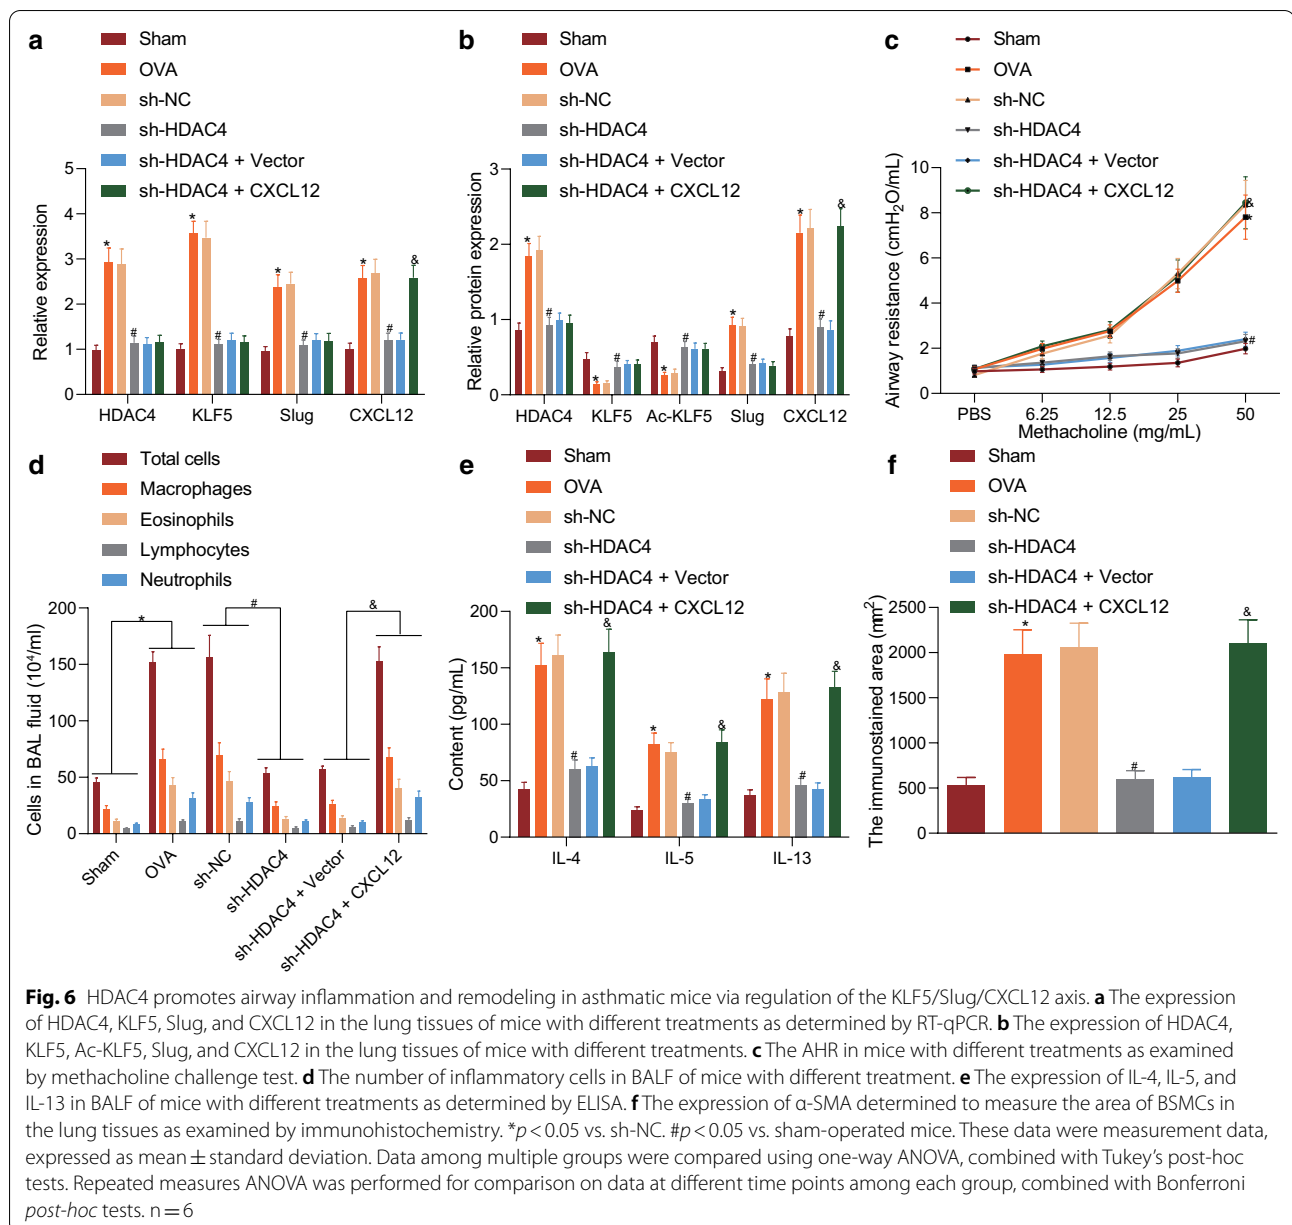 a
Sham
OVA
sh-NC
sh-HDAC4
sh-HDAC4 + Vector
sh-HDAC4 + CXCL12
Relative expression
5
4
3
2
1
0
* * * * &
# # # #
HDAC4 KLF5 Slug CXCL12
b
Sham
OVA
sh-NC
sh-HDAC4
sh-HDAC4 + Vector
sh-HDAC4 + CXCL12
Relative protein expression
3
2
1
0
* * * * * &
# # # # #
HDAC4 KLF5 Ac-KLF5 Slug CXCL12
c
Sham
OVA
sh-NC
sh-HDAC4
sh-HDAC4 + Vector
sh-HDAC4 + CXCL12
Airway resistance (cmH2O/mL)
10
8
6
4
2
0
&
*
#
PBS 6.25 12.5 25 50
Methacholine (mg/mL)
d
Total cells
Macrophages
Eosinophils
Lymphocytes
Neutrophils
Cells in BAL fluid (10⁴/ml)
200
150
100
50
0
* # &
Sham OVA sh-NC sh-HDAC4 sh-HDAC4 + Vector sh-HDAC4 + CXCL12
e
Sham
OVA
sh-NC
sh-HDAC4
sh-HDAC4 + Vector
sh-HDAC4 + CXCL12
Content (pg/mL)
200
150
100
50
0
* # & * # & * # &
IL-4 IL-5 IL-13
f
Sham
OVA
sh-NC
sh-HDAC4
sh-HDAC4 + Vector
sh-HDAC4 + CXCL12
The immunostained area (mm²)
2500
2000
1500
1000
500
0
* # &
Fig. 6 HDAC4 promotes airway inflammation and remodeling in asthmatic mice via regulation of the KLF5/Slug/CXCL12 axis. a The expression
of HDAC4, KLF5, Slug, and CXCL12 in the lung tissues of mice with different treatments as determined by RT-qPCR. b The expression of HDAC4,
KLF5, Ac-KLF5, Slug, and CXCL12 in the lung tissues of mice with different treatments. c The AHR in mice with different treatments as examined
by methacholine challenge test. d The number of inflammatory cells in BALF of mice with different treatment. e The expression of IL-4, IL-5, and
IL-13 in BALF of mice with different treatments as determined by ELISA. f The expression of α-SMA determined to measure the area of BSMCs in
the lung tissues as examined by immunohistochemistry. *p < 0.05 vs. sh-NC. #p < 0.05 vs. sham-operated mice. These data were measurement data,
expressed as mean ± standard deviation. Data among multiple groups were compared using one-way ANOVA, combined with Tukey's post-hoc
tests. Repeated measures ANOVA was performed for comparison on data at different time points among each group, combined with Bonferroni
post-hoc tests. n = 6